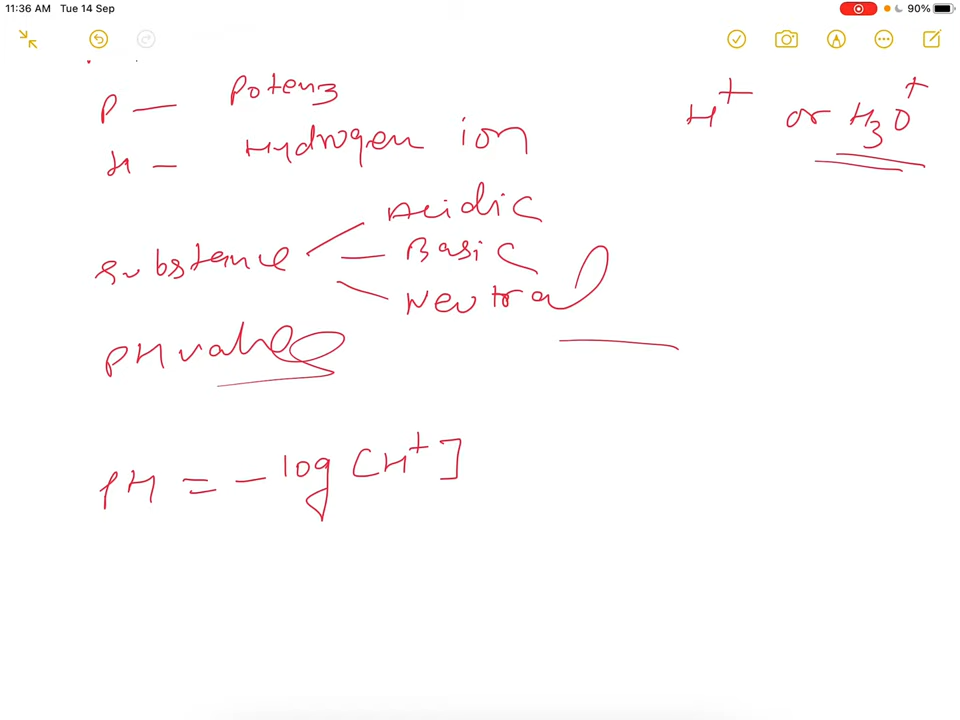 11:36 AM Tue 14 Sep 90%
P — Potenz
H — Hydrogen ion
H+ or H3O+
Substance
Acidic
Basic
Neutral
PH value
PH = - log [H+]